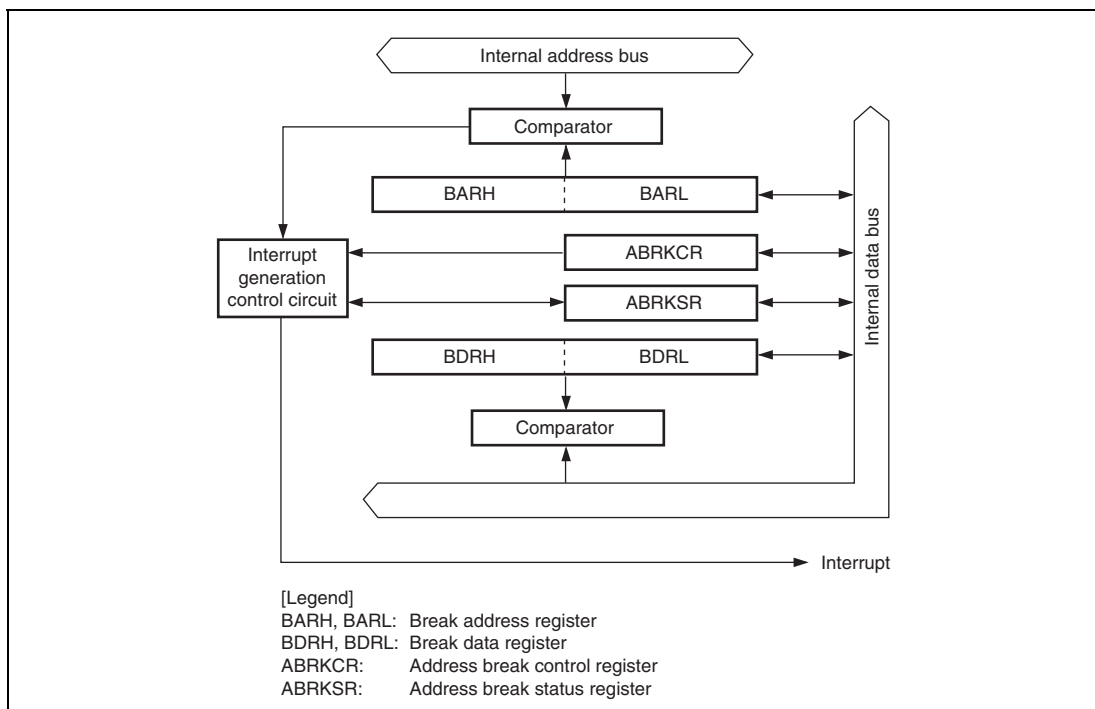 Internal address bus
Comparator
BARH BARL
Interrupt
generation
control circuit
ABRKCR
ABRKSR
Internal data bus
BDRH BDRL
Comparator
Interrupt
[Legend]
BARH, BARL: Break address register
BDRH, BDRL: Break data register
ABRKCR: Address break control register
ABRKSR: Address break status register